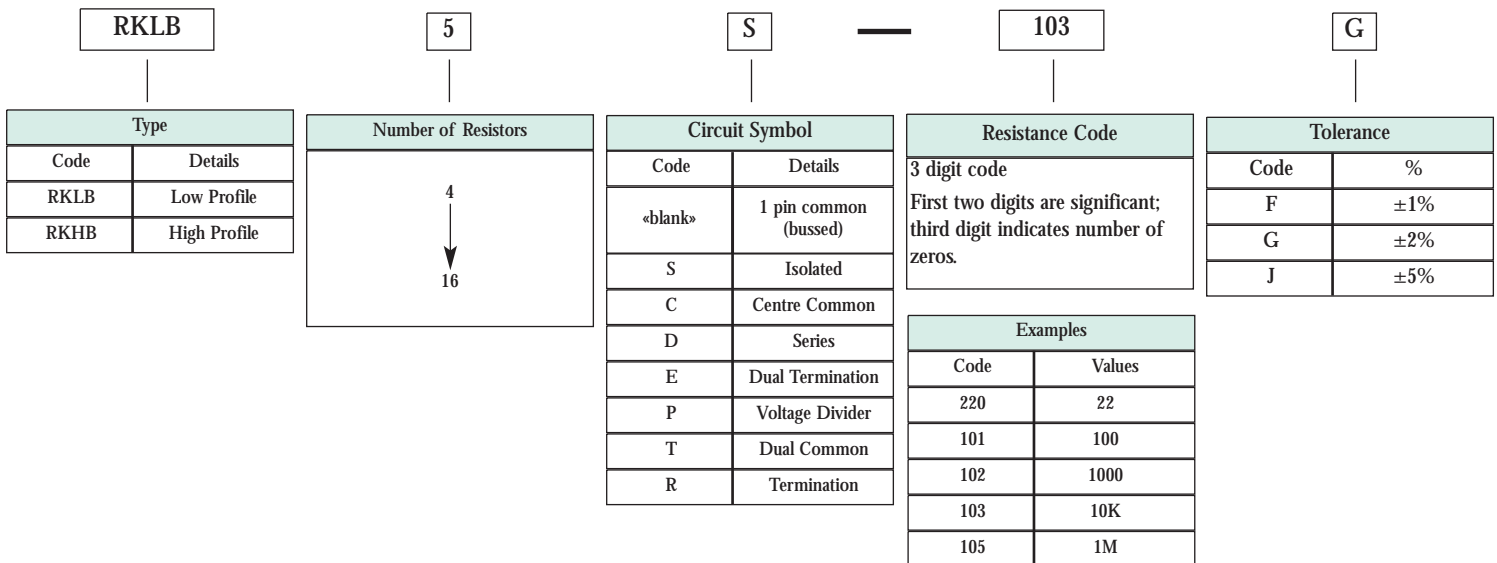 RKLB 5 S — 103 G
Type
Code Details
RKLB Low Profile
RKHB High Profile
Number of Resistors
4
16
Circuit Symbol
Code Details
«blank» 1 pin common
(bussed)
S Isolated
C Centre Common
D Series
E Dual Termination
P Voltage Divider
T Dual Common
R Termination
Resistance Code
3 digit code
First two digits are significant;
third digit indicates number of
zeros.
Examples
Code Values
220 22
101 100
102 1000
103 10K
105 1M
Tolerance
Code %
F ±1%
G ±2%
J ±5%